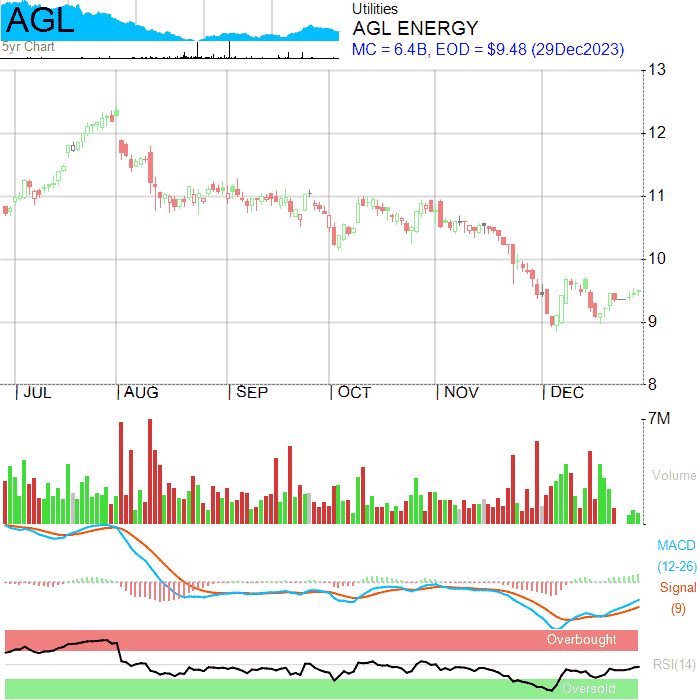 AGL
5yr Chart
Utilities
AGL ENERGY
MC = 6.4B, EOD = $9.48 (29Dec2023)
13
12
11
10
9
8
JUL AUG SEP OCT NOV DEC
7M
Volume
MACD
(12-26)
Signal
(9)
Overbought
RSI(14)
Oversold